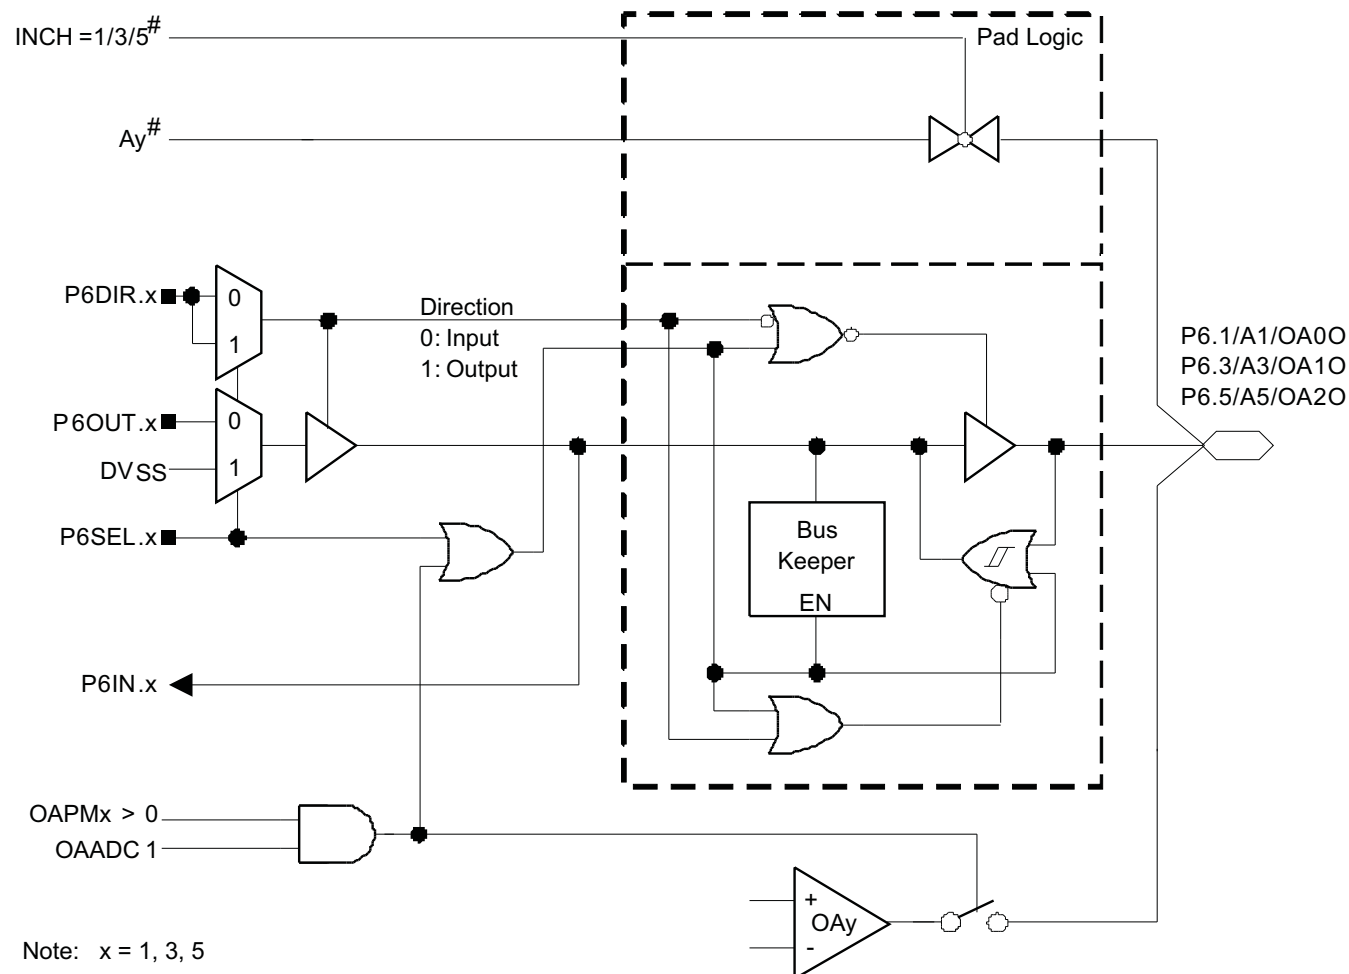 INCH =1/3/5#
Pad Logic
Ay#
P6DIR.x
0
1
Direction
0: Input
1: Output
P6.1/A1/OA0O
P6.3/A3/OA1O
P6.5/A5/OA2O
P6OUT.x
0
DVSS
1
P6SEL.x
Bus
Keeper
EN
P6IN.x
OAPMx > 0
OAADC 1
+
OAy
-
Note: x = 1, 3, 5